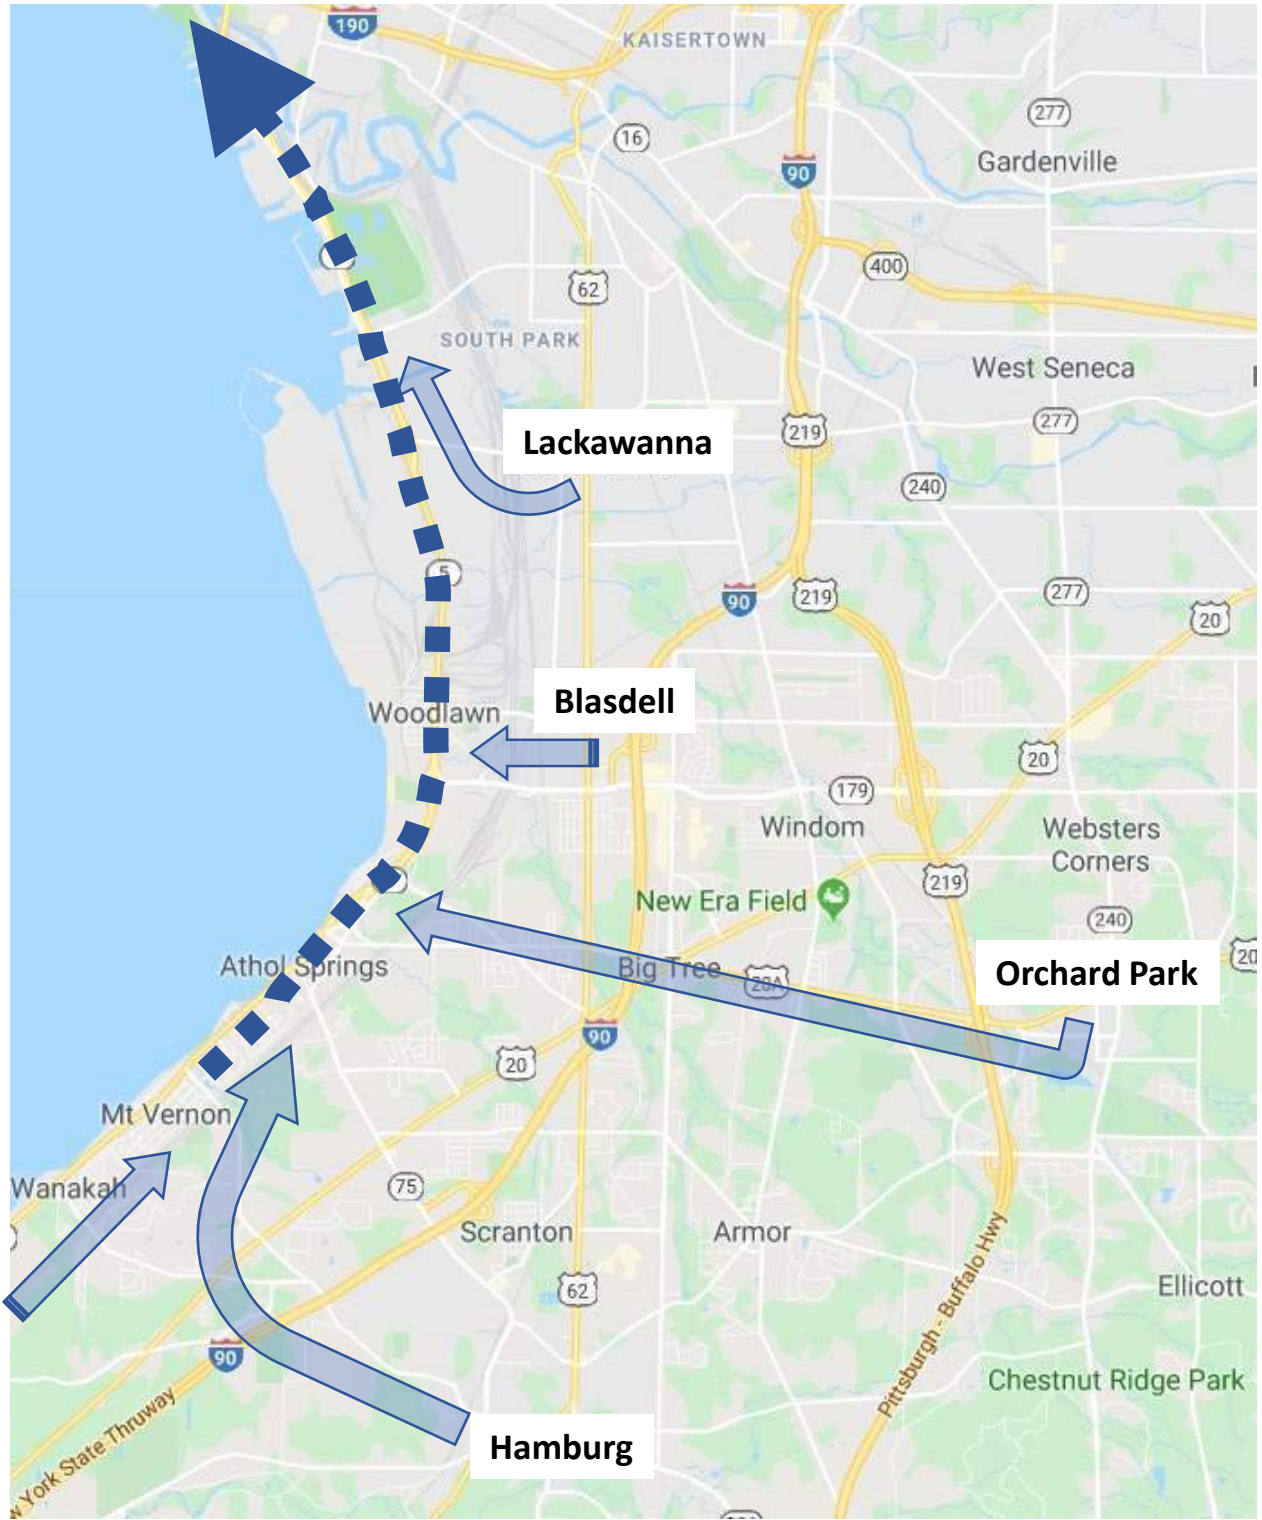 190
KAISERTOWN
277
16
Gardenville
90
400
62
SOUTH PARK
West Seneca
277
219
Lackawanna
240
5
90
219
277
20
Blasdell
Woodlawn
20
179
Windom
Websters
Corners
219
New Era Field
240
Athol Springs
Big Tree
20A
Orchard Park
20
90
20
Mt Vernon
75
Wanakah
Scranton
Armor
62
Ellicott
90
Pittsburgh - Buffalo Hwy
Chestnut Ridge Park
York State Thruway
Hamburg